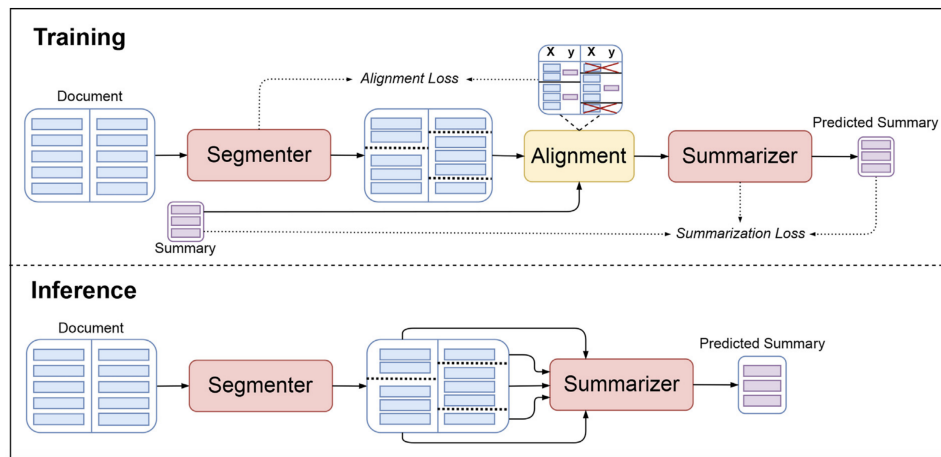 Training
X y X y
Alignment Loss
Document
Predicted Summary
Segmenter
Alignment
Summarizer
Summary
Summarization Loss
Inference
Document
Predicted Summary
Segmenter
Summarizer